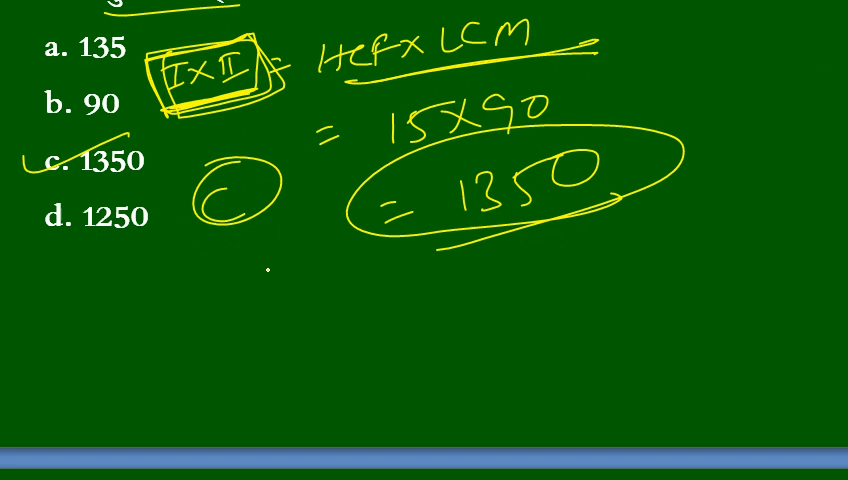 a. 135
I X II = HCF X LCM
b. 90
= 15 X 90
c. 1350
C
= 1350
d. 1250